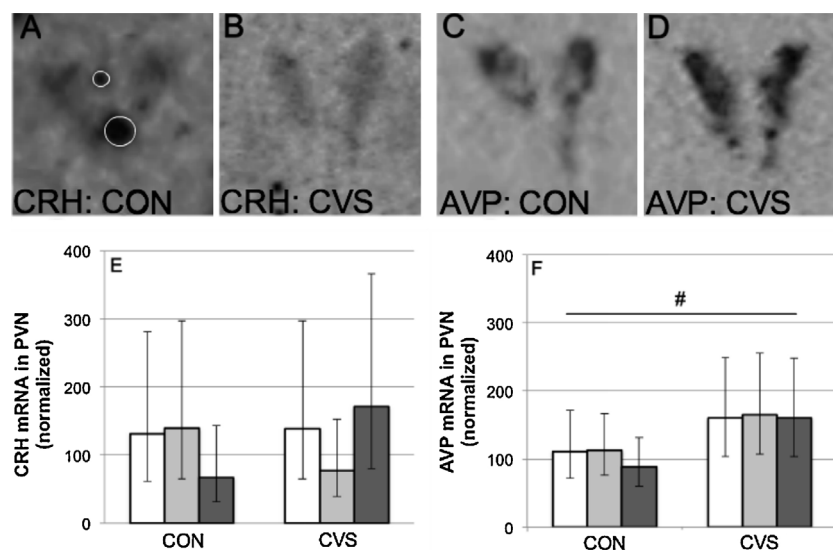 A
B
C
D
CRH: CON
CRH: CVS
AVP: CON
AVP: CVS
E
CRH mRNA in PVN
(normalized)
400
300
200
100
0
CON
CVS
F
#
AVP mRNA in PVN
(normalized)
400
300
200
100
0
CON
CVS